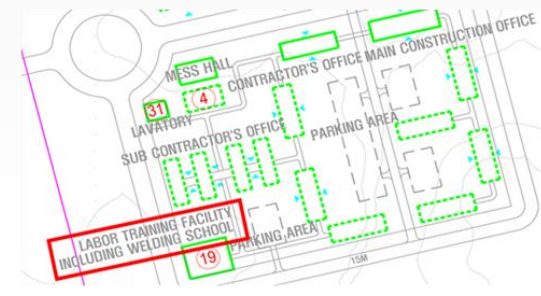 MAIN CONSTRUCTION OFFICE
CONTRACTOR'S OFFICE
MESS HALL
4
31
LAVATORY
PARKING AREA
SUB CONTRACTOR'S OFFICE
LABOR TRAINING FACILITY
INCLUDING WELDING SCHOOL
PARKING AREA
19
15M